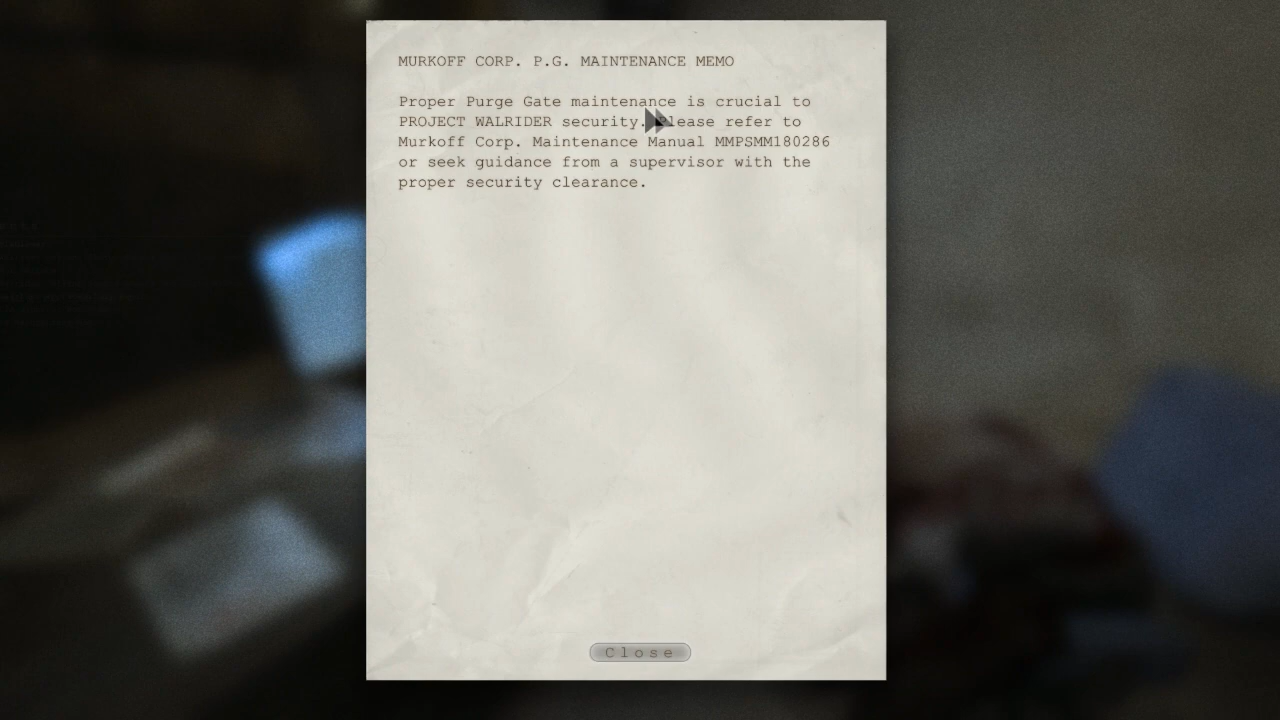 MURKOFF CORP. P.G. MAINTENANCE MEMO
Proper Purge Gate maintenance is crucial to
PROJECT WALRIDER security. Please refer to
Murkoff Corp. Maintenance Manual MMPSMM180286
or seek guidance from a supervisor with the
proper security clearance.
Close